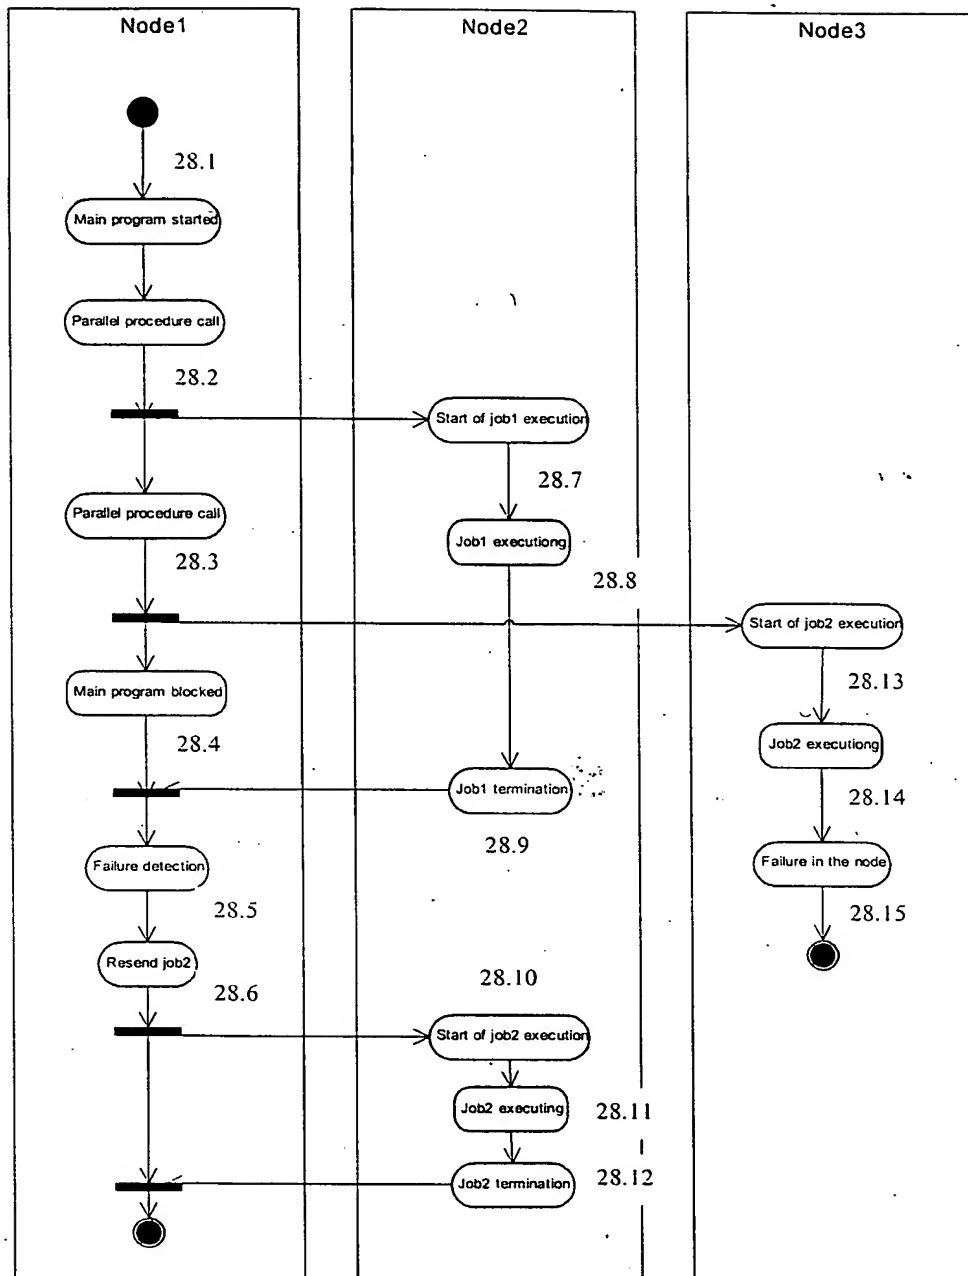 Node1
Node2
Node3
28.1
Main program started
Parallel procedure call
28.2
Start of job1 execution
28.7
Parallel procedure call
28.3
Job1 executiong
28.8
Start of job2 execution
28.13
Main program blocked
28.4
Job2 executiong
28.14
Job1 termination
28.9
Failure detection
28.5
Failure in the node
28.15
Resend job2
28.6
28.10
Start of job2 execution
Job2 executing
28.11
Job2 termination
28.12